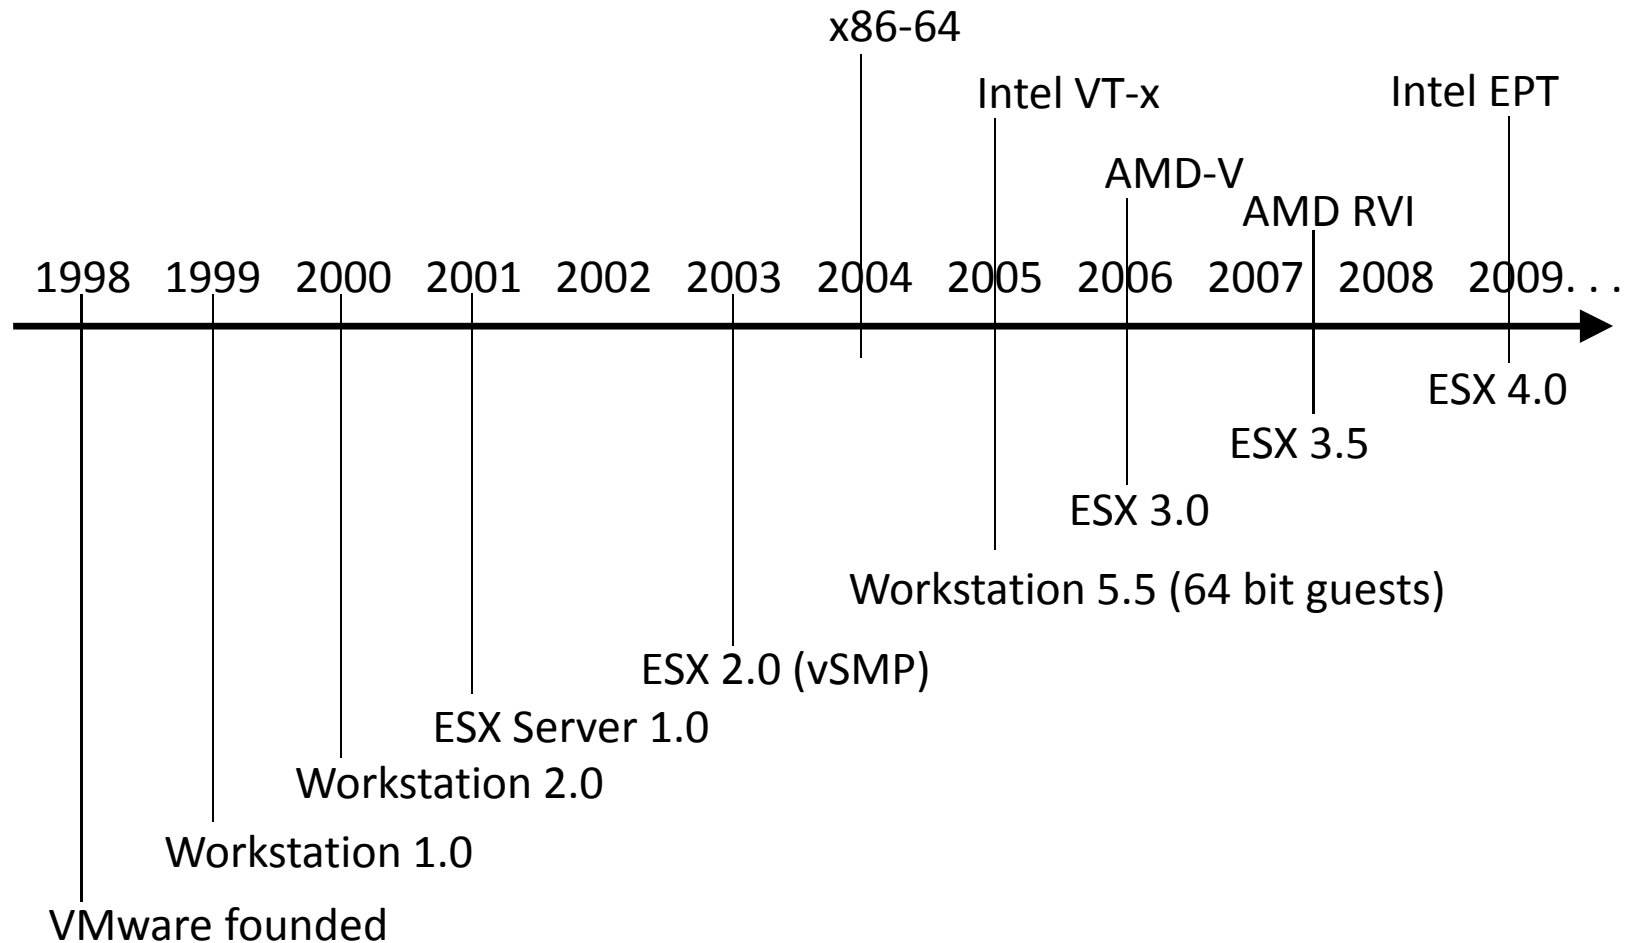 x86-64
Intel VT-x
Intel EPT
AMD-V
AMD RVI
1998 1999 2000 2001 2002 2003 2004 2005 2006 2007 2008 2009. . .
ESX 4.0
ESX 3.5
ESX 3.0
Workstation 5.5 (64 bit guests)
ESX 2.0 (vSMP)
ESX Server 1.0
Workstation 2.0
Workstation 1.0
VMware founded